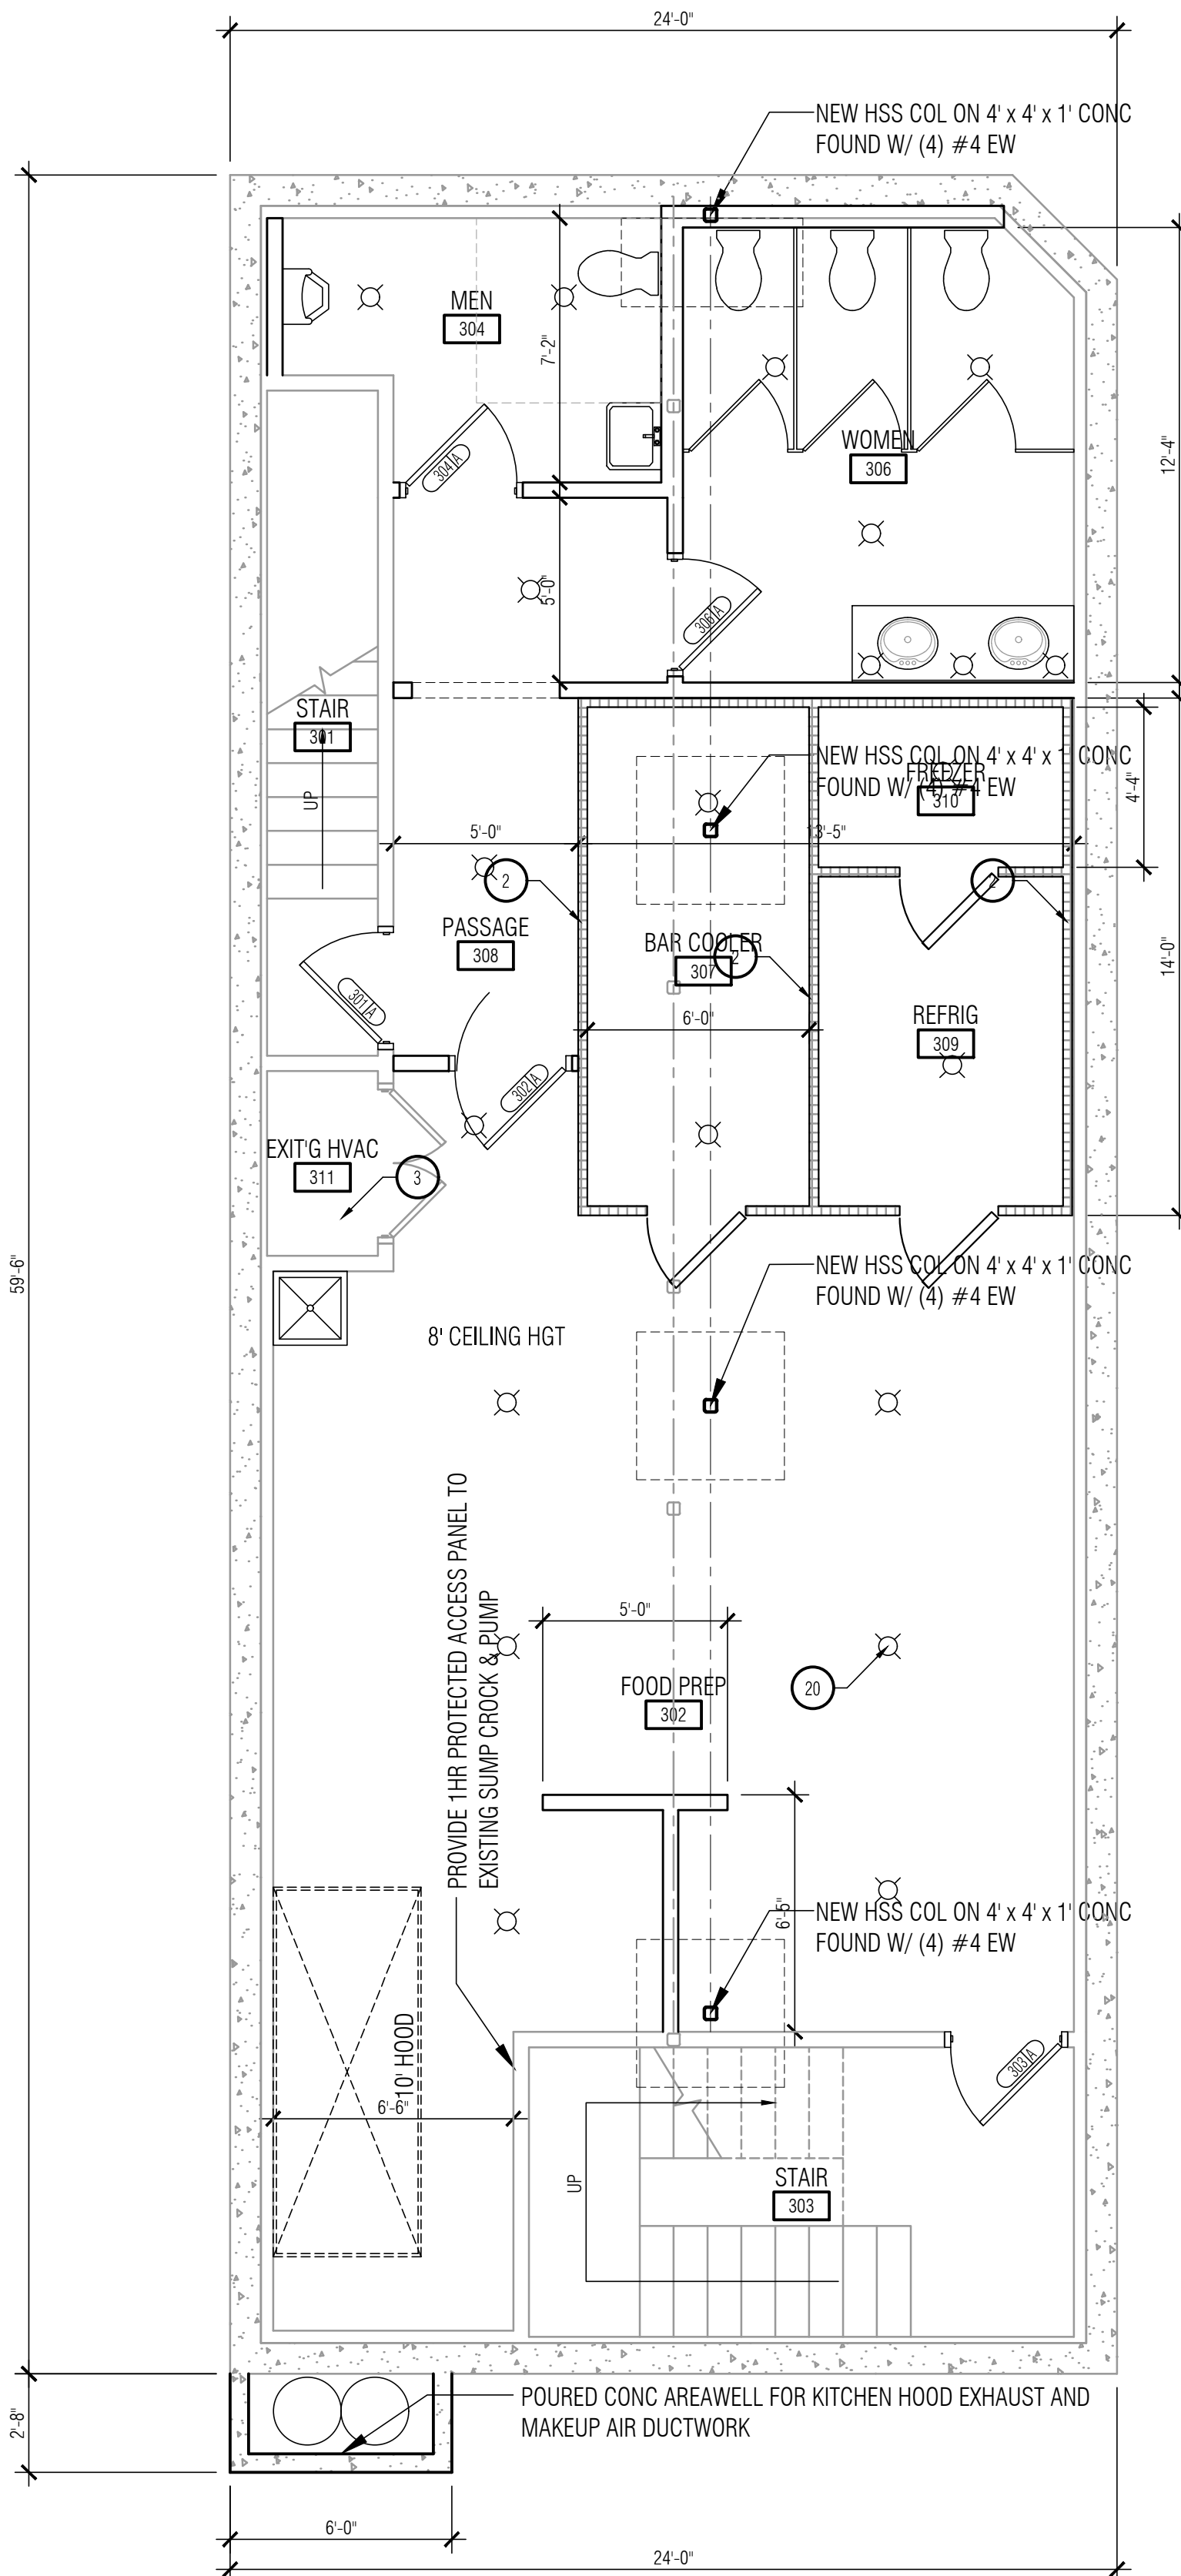 24'-0"
NEW HSS COL ON 4' x 4' x 1' CONC
FOUND W/ (4) #4 EW
MEN
304
7'-2"
304 A
WOMEN
306
12'-4"
5'-0"
306 A
STAIR
301
UP
NEW HSS COL ON 4' x 4' x 1' CONC
FOUND W/ (4) #4 EW
FREEZER
310
4'-4"
5'-0"
13'-5"
2
2
PASSAGE
308
BAR COOLER
307
2
14'-0"
301 A
6'-0"
REFRIG
309
302 A
EXIT'G HVAC
311
3
59'-6"
NEW HSS COL ON 4' x 4' x 1' CONC
FOUND W/ (4) #4 EW
8' CEILING HGT
PROVIDE 1HR PROTECTED ACCESS PANEL TO
EXISTING SUMP CROCK & PUMP
5'-0"
FOOD PREP
302
20
6'-5"
NEW HSS COL ON 4' x 4' x 1' CONC
FOUND W/ (4) #4 EW
10' HOOD
6'-6"
303 A
UP
STAIR
303
2'-8"
POURED CONC AREAWELL FOR KITCHEN HOOD EXHAUST AND
MAKEUP AIR DUCTWORK
6'-0"
24'-0"